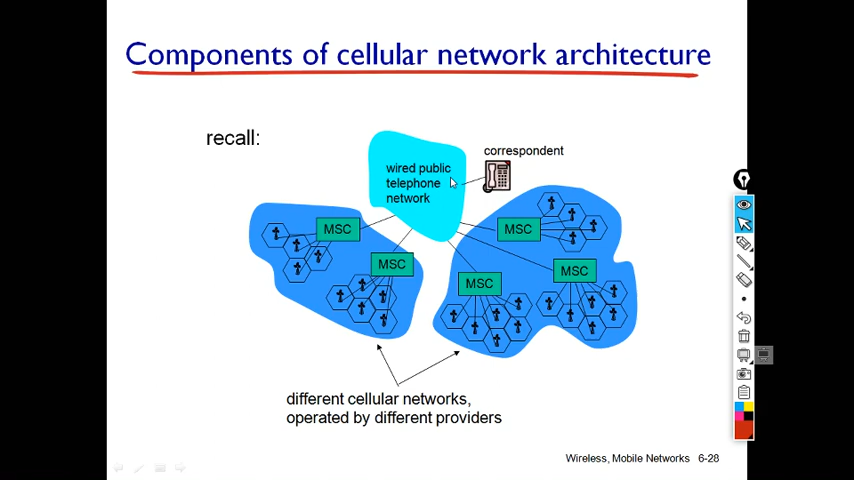 Components of cellular network architecture
recall:
correspondent
wired public
telephone
network
MSC
MSC
MSC
MSC
MSC
different cellular networks,
operated by different providers
Wireless, Mobile Networks 6-28